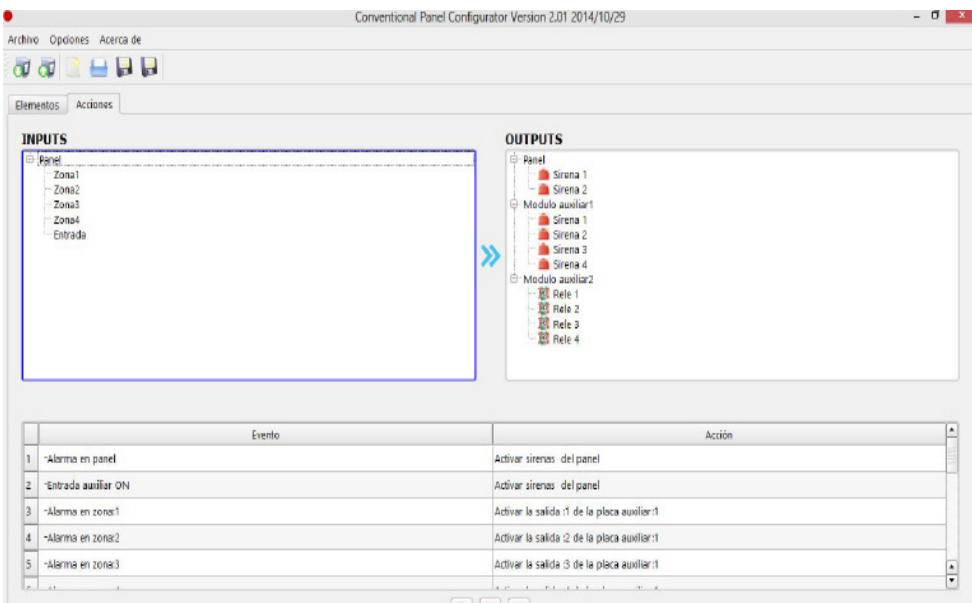 Conventional Panel Configurator Version 2.01 2014/10/29
Archivo Opciones Acerca de
Elementos Acciones
INPUTS
Panel
Zona1
Zona2
Zona3
Zona4
Entrada
OUTPUTS
Panel
Sirena 1
Sirena 2
Modulo auxiliar1
Sirena 1
Sirena 2
Sirena 3
Sirena 4
Modulo auxiliar2
Rele 1
Rele 2
Rele 3
Rele 4
Evento Acción
1 -Alarma en panel Activar sirenas del panel
2 -Entrada auxiliar ON Activar sirenas del panel
3 -Alarma en zona:1 Activar la salida :1 de la placa auxiliar:1
4 -Alarma en zona:2 Activar la salida :2 de la placa auxiliar:1
5 -Alarma en zona:3 Activar la salida :3 de la placa auxiliar:1